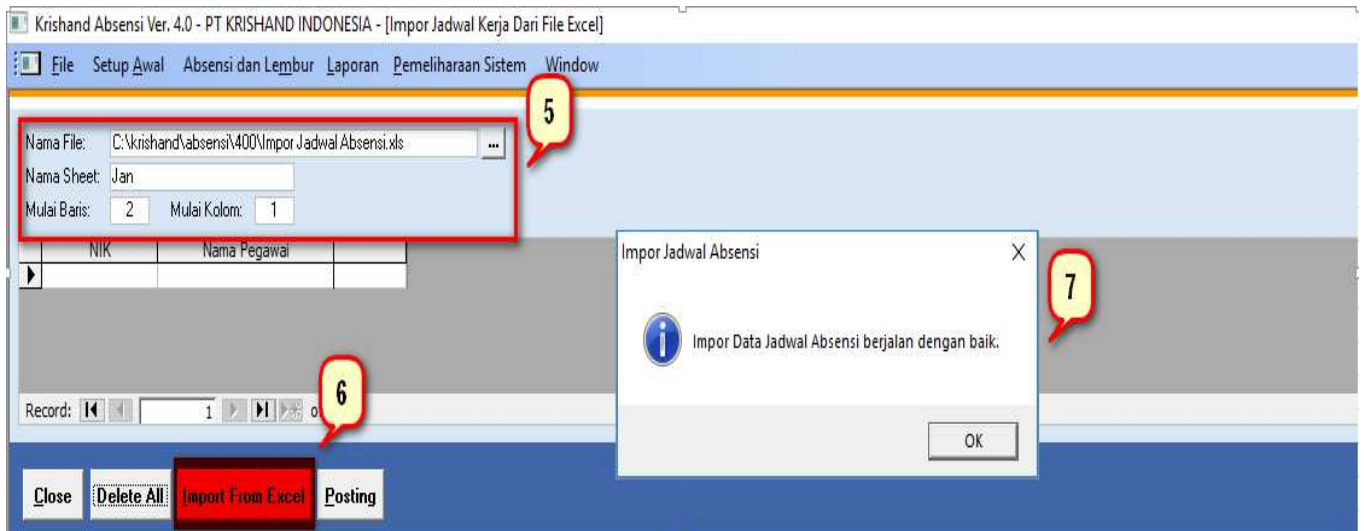 Krishand Absensi Ver. 4.0 - PT KRISHAND INDONESIA - [Impor Jadwal Kerja Dari File Excel]
File Setup Awal Absensi dan Lembur Laporan Pemeliharaan Sistem Window
5
Nama File: C:\krishand\absensi\400\Impor Jadwal Absensi.xls ...
Nama Sheet: Jan
Mulai Baris: 2 Mulai Kolom: 1
NIK Nama Pegawai
Impor Jadwal Absensi X
7
Impor Data Jadwal Absensi berjalan dengan baik.
OK
6
Record: 1
Close Delete All Import From Excel Posting